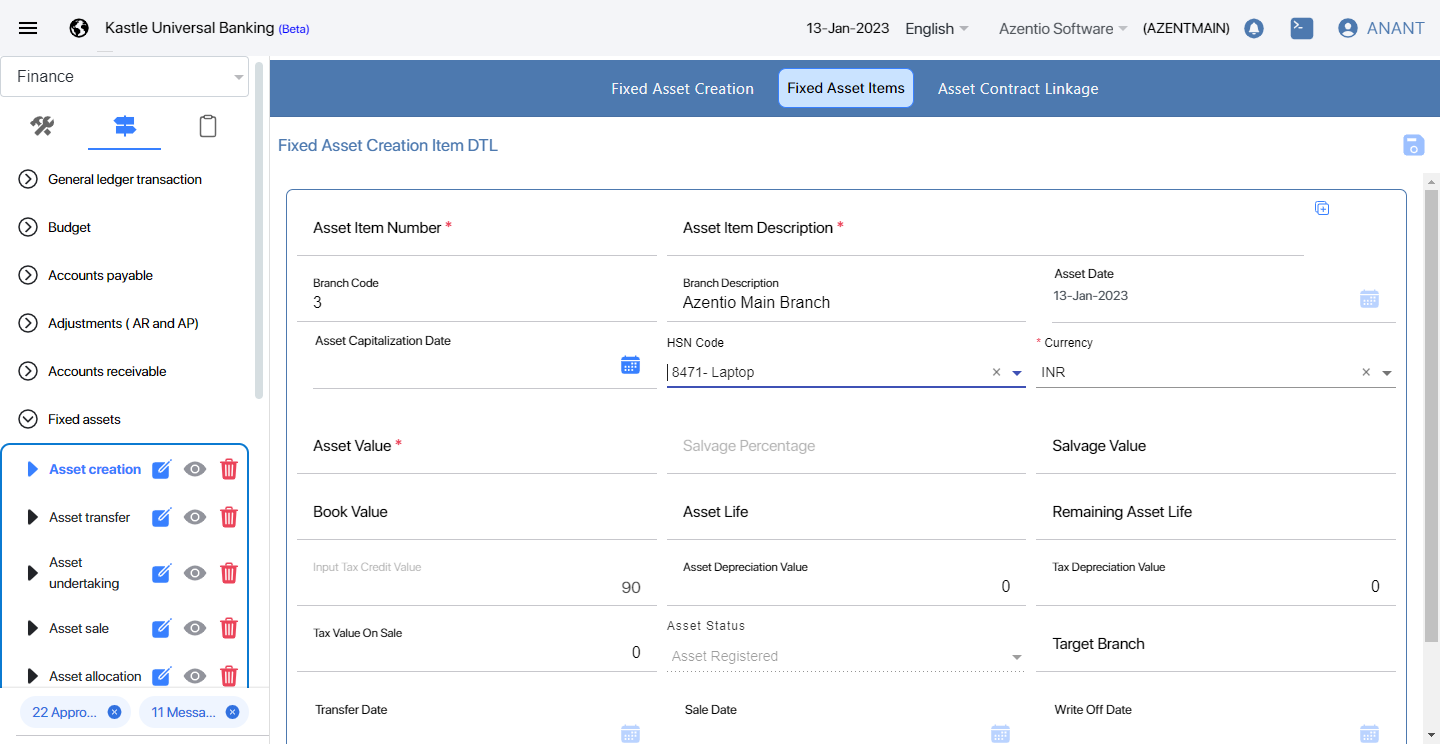 Kastle Universal Banking (Beta)
13-Jan-2023 English Azentio Software (AZENTMAIN) ANANT
Finance
Fixed Asset Creation Fixed Asset Items Asset Contract Linkage
Fixed Asset Creation Item DTL
General ledger transaction
Budget
Accounts payable
Adjustments ( AR and AP)
Accounts receivable
Fixed assets
Asset creation
Asset transfer
Asset
undertaking
Asset sale
Asset allocation
22 Appro... 11 Messa...
Asset Item Number * Asset Item Description *
Branch Code Branch Description Asset Date
3 Azentio Main Branch 13-Jan-2023
Asset Capitalization Date HSN Code * Currency
8471- Laptop × INR ×
Asset Value * Salvage Percentage Salvage Value
Book Value Asset Life Remaining Asset Life
Input Tax Credit Value Asset Depreciation Value Tax Depreciation Value
90 0 0
Tax Value On Sale Asset Status Target Branch
0 Asset Registered
Transfer Date Sale Date Write Off Date